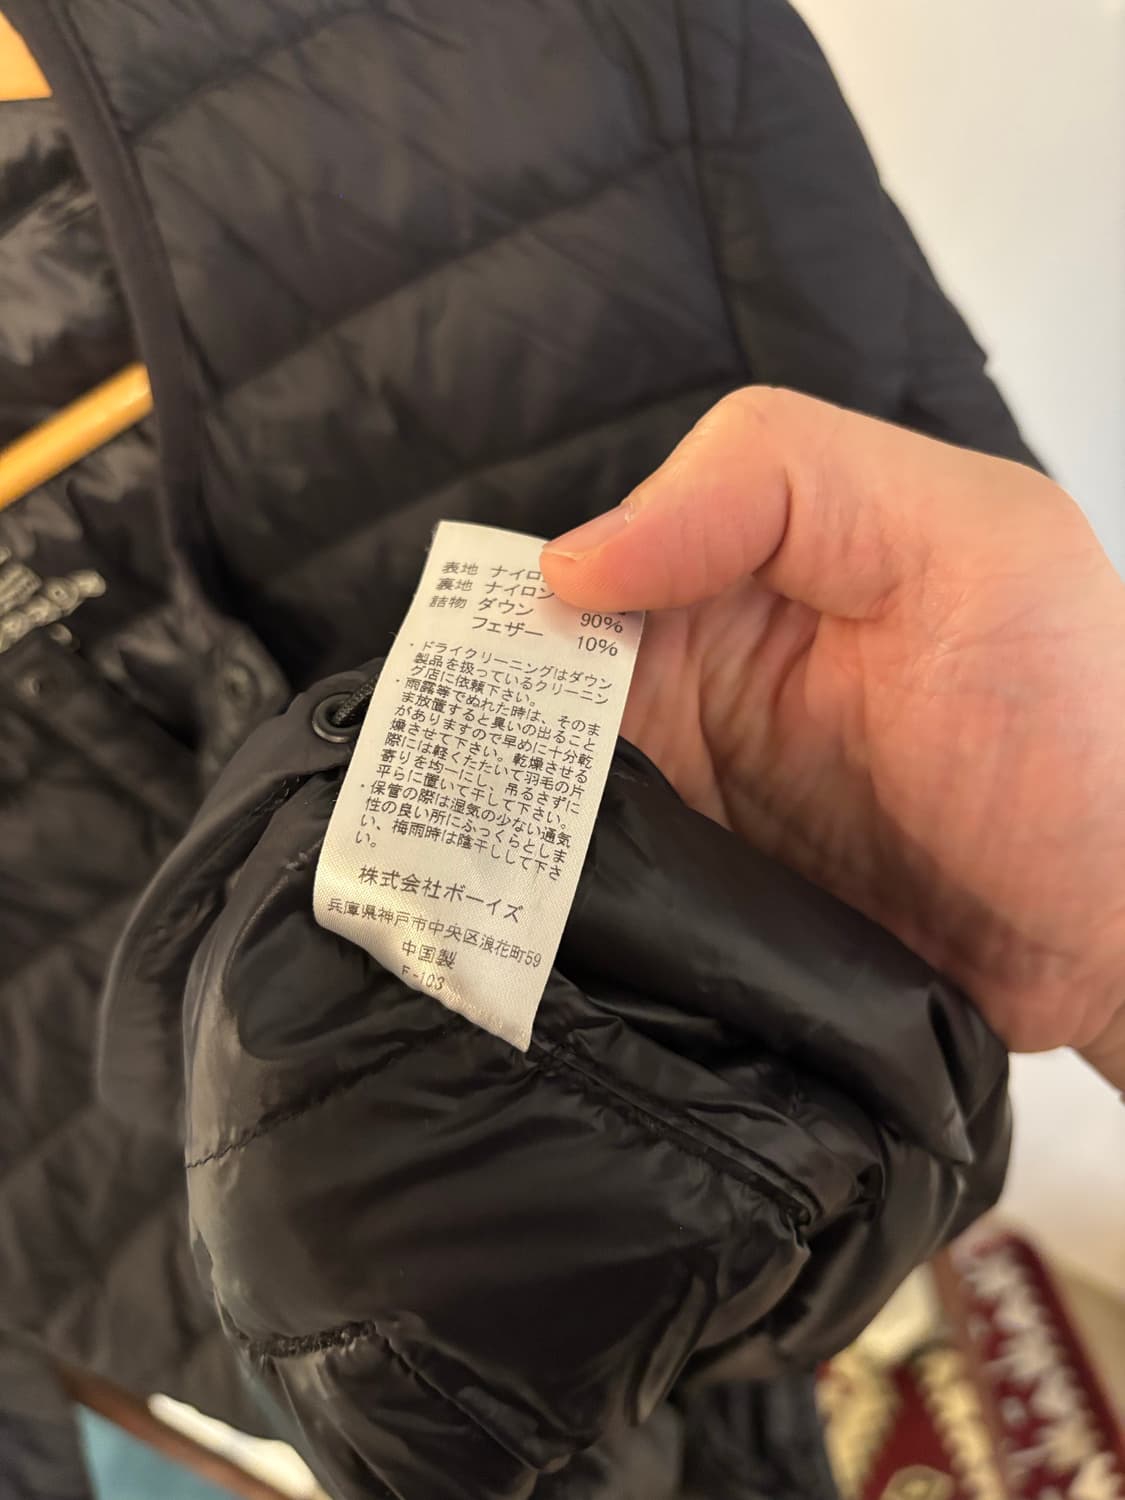 表地 ナイロ
裏地 ナイロン
詰物 ダウン 90%
フェザー 10%
・ドライクリーニングはダウン
製品を扱っているクリーニン
グ店に依頼下さい。
・雨露等でぬれた時は、そのま
ま放置すると臭いの出ること
がありますので早めに十分乾
燥させて下さい。乾燥させる
際には軽くたたいて羽毛の片
寄りを均一にし、吊るさずに
平らに置いて干して下さい。
・保管の際は湿気の少ない通気
性の良い所にふっくらとしま
い、梅雨時は陰干しして下さ
い。
株式会社ボーイズ
兵庫県神戸市中央区浪花町59
中国製
F-103